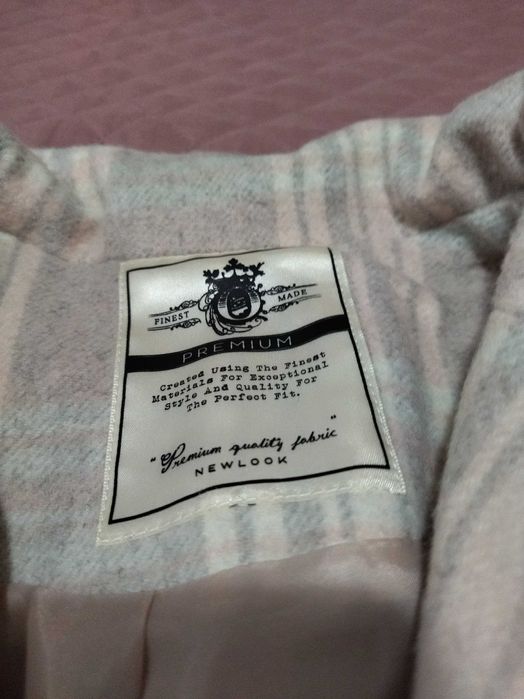 FINEST MADE
PREMIUM
Created Using The Finest
Materials For Exceptional
Style And Quality For
The Perfect Fit.
"Premium quality fabric"
NEWLOOK